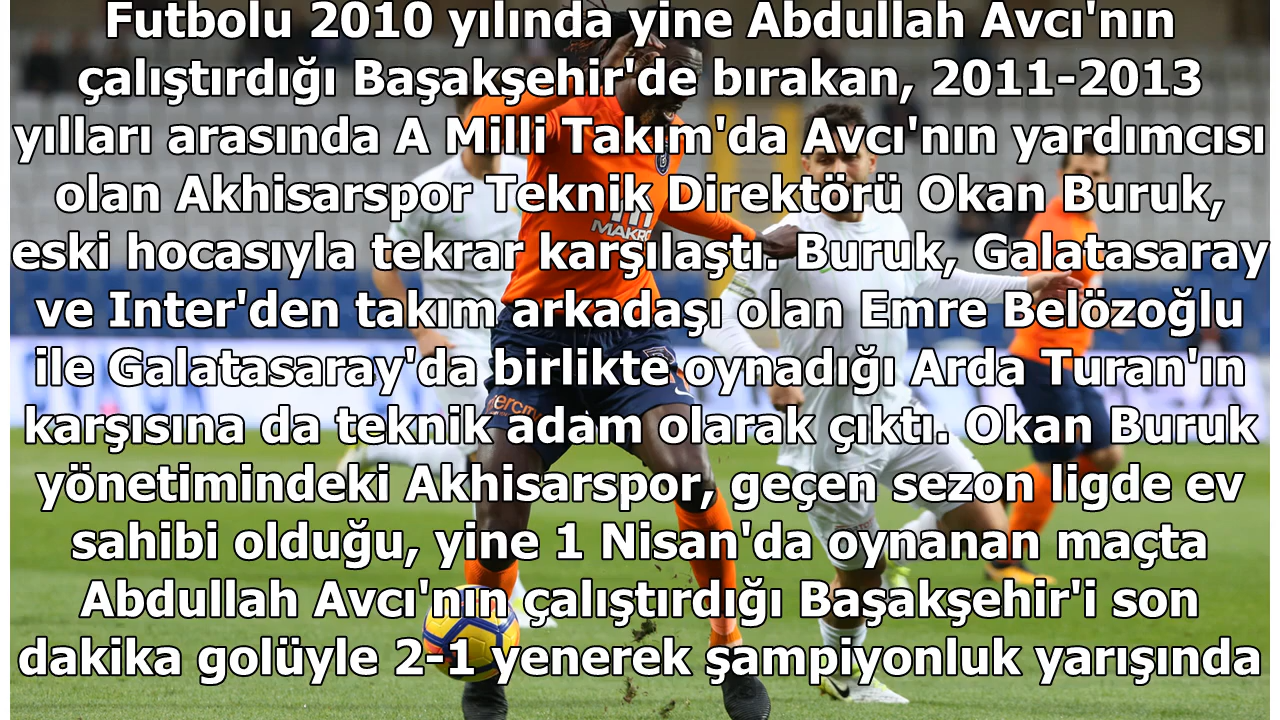 Futbolu 2010 yılında yine Abdullah Avcı'nın
çalıştırdığı Başakşehir'de bırakan, 2011-2013
yılları arasında A Milli Takım'da Avcı'nın yardımcısı
olan Akhisarspor Teknik Direktörü Okan Buruk,
eski hocasıyla tekrar karşılaştı. Buruk, Galatasaray
ve Inter'den takım arkadaşı olan Emre Belözoğlu
ile Galatasaray'da birlikte oynadığı Arda Turan'ın
karşısına da teknik adam olarak çıktı. Okan Buruk
yönetimindeki Akhisarspor, geçen sezon ligde ev
sahibi olduğu, yine 1 Nisan'da oynanan maçta
Abdullah Avcı'nın çalıştırdığı Başakşehir'i son
dakika golüyle 2-1 yenerek şampiyonluk yarışında